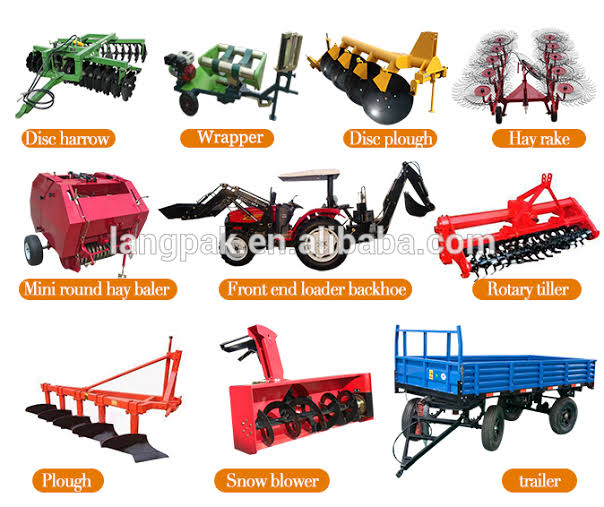 Disc harrow
Wrapper
Disc plough
Hay rake
langpak.en.alibaba.com
Mini round hay baler
Front end loader backhoe
Rotary tiller
Plough
Snow blower
trailer